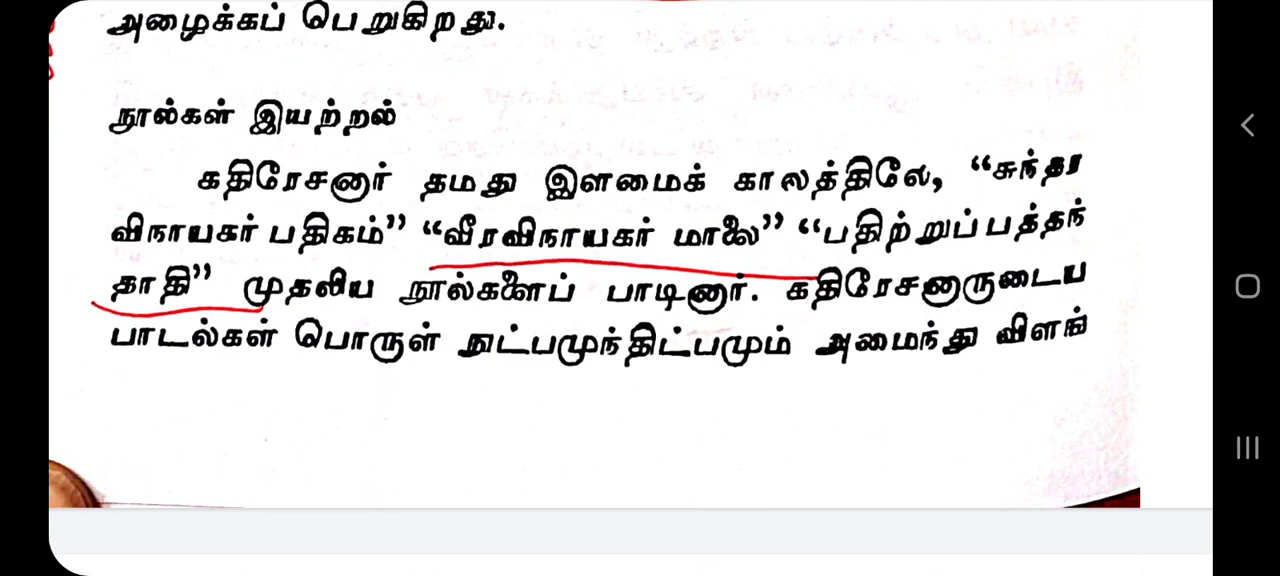 அழைக்கப் பெறுகிறது.
நூல்கள் இயற்றல்
கதிரேசனார் தமது இளமைக் காலத்திலே, “சுந்தர
விநாயகர் பதிகம்” “வீரவிநாயகர் மாலை” “பதிற்றுப்பத்தந்
தாதி” முதலிய நூல்களைப் பாடினார். கதிரேசனாருடைய
பாடல்கள் பொருள் நுட்பமுந்திட்பமும் அமைந்து விளங்